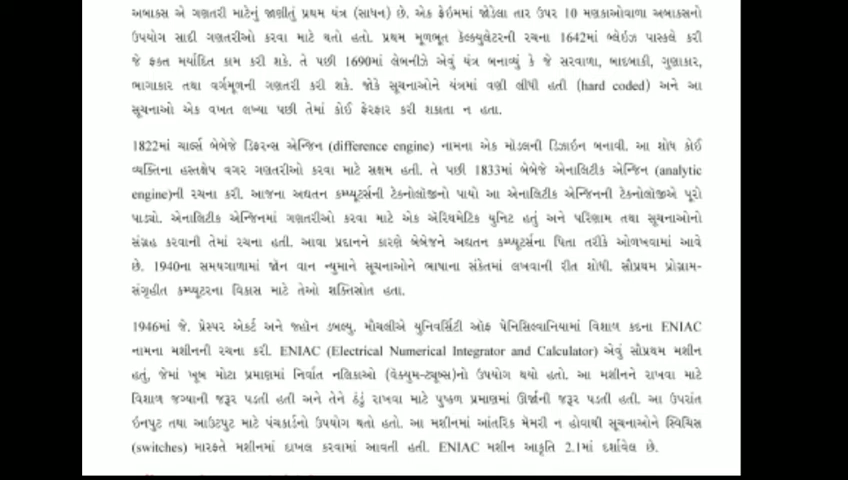 અબાકસ એ ગણતરી માટેનું જાણીતું પ્રથમ યંત્ર (સાધન) છે. એક ફ્રેઇમમાં જોડેલા તાર ઉપર 10 મણકાઓવાળા અબાકસનો
ઉપયોગ સાદી ગણતરીઓ કરવા માટે થતો હતો. પ્રથમ મૂળભૂત કેલ્ક્યુલેટરની રચના 1642માં બ્લેઇઝ પાસ્કલે કરી
જે ફક્ત મર્યાદિત કામ કરી શકે. તે પછી 1690માં લેબનીઝે એવું યંત્ર બનાવ્યું કે જે સરવાળા, બાદબાકી, ગુણાકાર,
ભાગાકાર તથા વર્ગમૂળની ગણતરી કરી શકે. જોકે સૂચનાઓને યંત્રમાં વણી લીધી હતી (hard coded) અને આ
સૂચનાઓ એક વખત લખ્યા પછી તેમાં કોઈ ફેરફાર કરી શકાતા ન હતા.
1822માં ચાર્લ્સ બેબેજે ડિફરન્સ એન્જિન (difference engine) નામના એક મૉડલની ડિઝાઇન બનાવી. આ શોધ કોઈ
વ્યક્તિના હસ્તક્ષેપ વગર ગણતરીઓ કરવા માટે સક્ષમ હતી. તે પછી 1833માં બેબેજે એનાલિટીક એન્જિન (analytic
engine)ની રચના કરી. આજના અદ્યતન કમ્પ્યૂટર્સની ટેકનોલૉજીનો પાયો આ એનાલિટીક એન્જિનની ટેકનોલૉજીએ પૂરો
પાડ્યો. એનાલિટીક એન્જિનમાં ગણતરીઓ કરવા માટે એક એરિથમેટિક યુનિટ હતું અને પરિણામ તથા સૂચનાઓનો
સંગ્રહ કરવાની તેમાં રચના હતી. આવા પ્રદાનને કારણે બેબેજને અદ્યતન કમ્પ્યૂટર્સના પિતા તરીકે ઓળખવામાં આવે
છે. 1940ના સમયગાળામાં જૉન વાન ન્યુમાને સૂચનાઓને ભાષાના સંકેતમાં લખવાની રીત શોધી. સૌપ્રથમ પ્રોગ્રામ-
સંગૃહીત કમ્પ્યૂટરના વિકાસ માટે તેઓ શક્તિસ્રોત હતા.
1946માં જે. પ્રેસ્પર એકર્ટ અને જ્હોન ડબલ્યુ. મૌચલીએ યુનિવર્સિટી ઑફ પેનિસિલ્વાનિયામાં વિશાળ કદના ENIAC
નામના મશીનની રચના કરી. ENIAC (Electrical Numerical Integrator and Calculator) એવું સૌપ્રથમ મશીન
હતું, જેમાં ખૂબ મોટા પ્રમાણમાં નિર્વાત નલિકાઓ (વેક્યુમ-ટ્યૂબ્સ)નો ઉપયોગ થયો હતો. આ મશીનને રાખવા માટે
વિશાળ જગ્યાની જરૂર પડતી હતી અને તેને ઠંડું રાખવા માટે પુષ્કળ પ્રમાણમાં ઊર્જાની જરૂર પડતી હતી. આ ઉપરાંત
ઇનપુટ તથા આઉટપુટ માટે પંચકાર્ડનો ઉપયોગ થતો હતો. આ મશીનમાં આંતરિક મેમરી ન હોવાથી સૂચનાઓને સ્વિચિસ
(switches) મારફતે મશીનમાં દાખલ કરવામાં આવતી હતી. ENIAC મશીન આકૃતિ 2.1માં દર્શાવેલ છે.